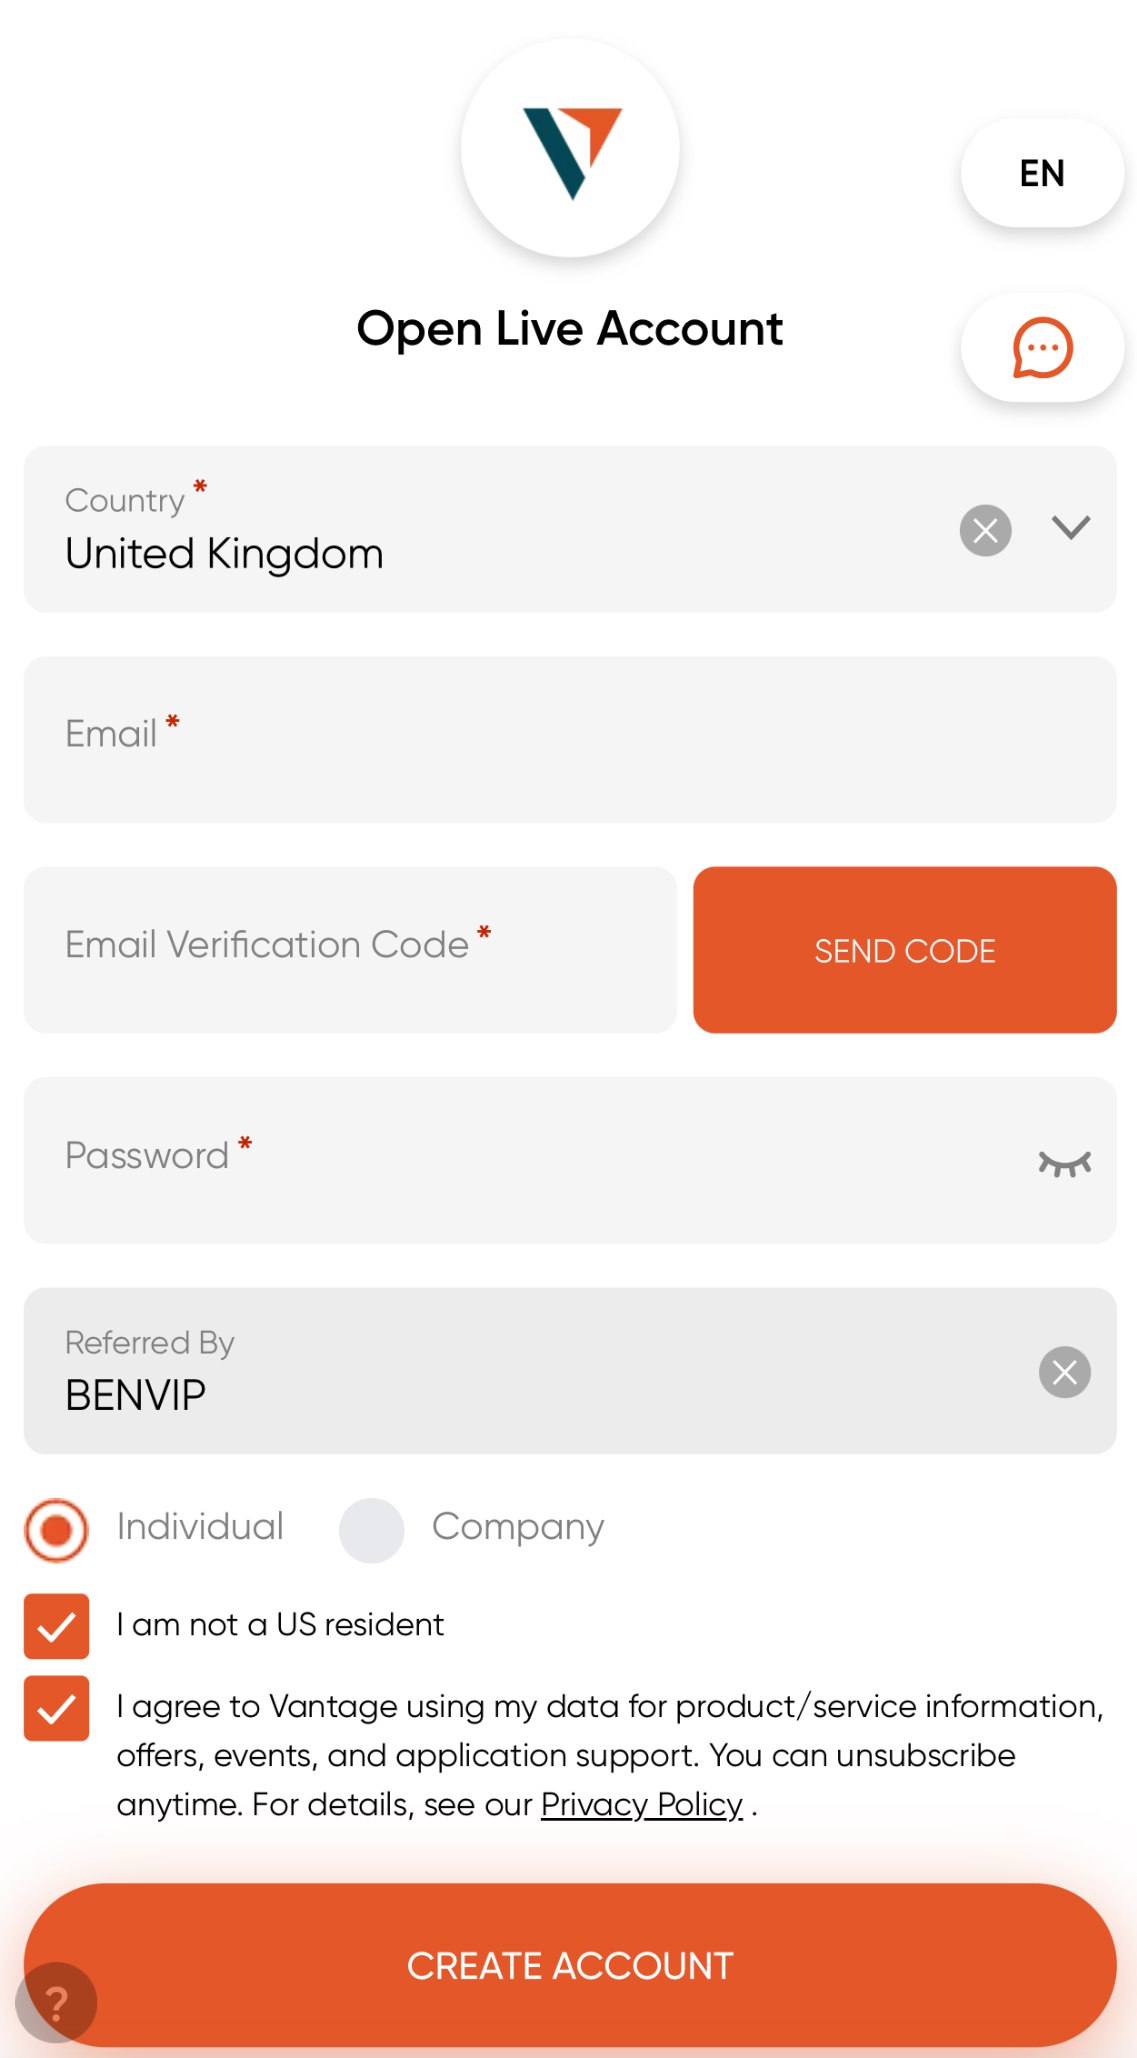 EN
Open Live Account
Country *
United Kingdom
Email *
Email Verification Code *
SEND CODE
Password *
Referred By
BENVIP
Individual
Company
I am not a US resident
I agree to Vantage using my data for product/service information,
offers, events, and application support. You can unsubscribe
anytime. For details, see our Privacy Policy .
CREATE ACCOUNT
?